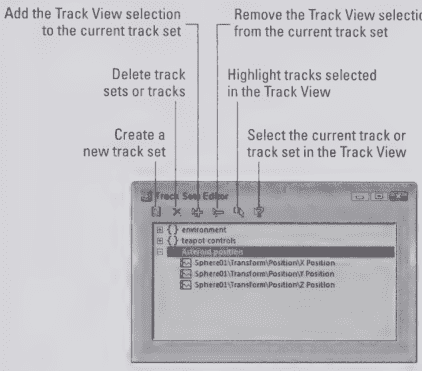 Add the Track View selection
to the current track set
Remove the Track View selectio
from the current track set
Delete track
sets or tracks
Highlight tracks selected
in the Track View
Create a
new track set
Select the current track or
track set in the Track View
Track Sets Editor
{} environment
{} teapot controls
Asteroid position
Sphere01\Transform\Position\X Position
Sphere01\Transform\Position\Y Position
Sphere01\Transform\Position\Z Position